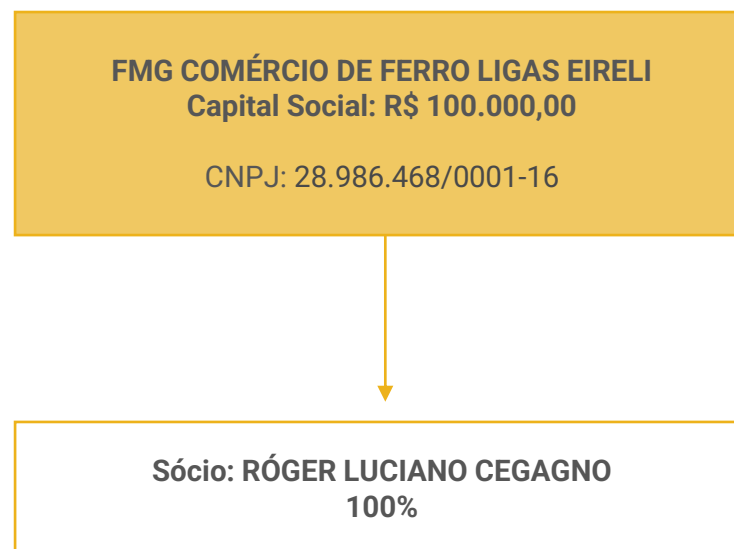 FMG COMÉRCIO DE FERRO LIGAS EIRELI
Capital Social: R$ 100.000,00
CNPJ: 28.986.468/0001-16
Sócio: RÓGER LUCIANO CEGAGNO
100%